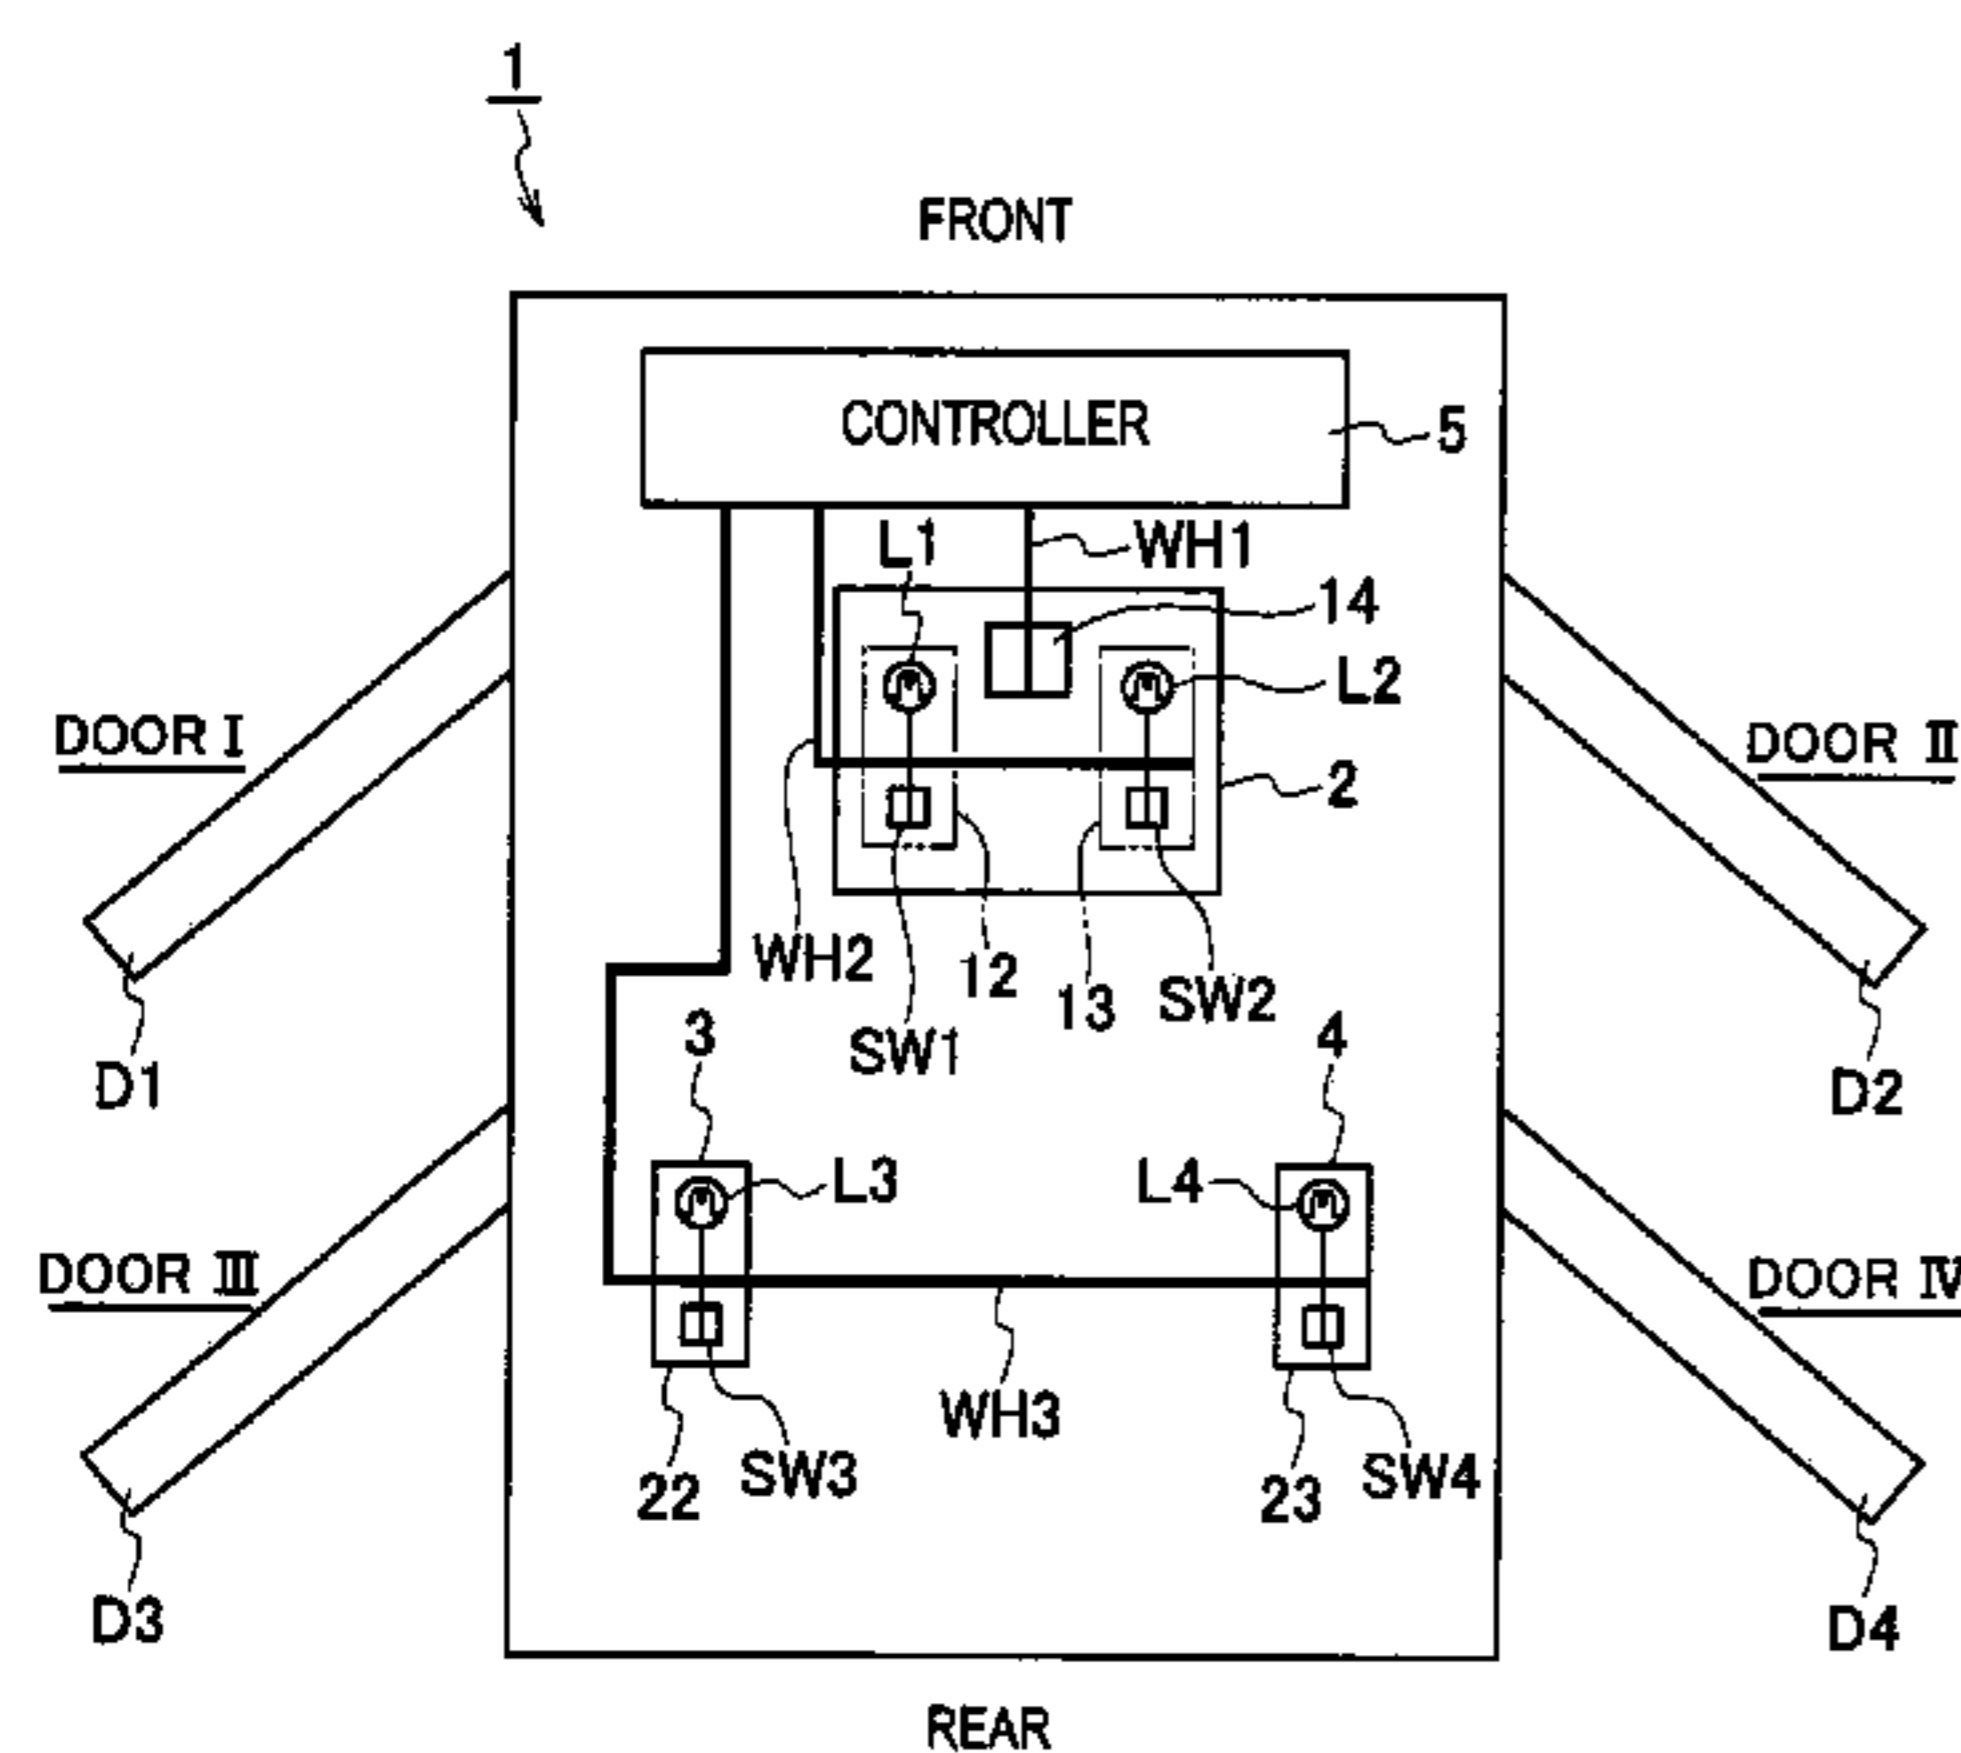 1
FRONT
CONTROLLER
5
L1
WH1
14
L2
DOOR I
DOOR II
2
WH2
12
13
SW2
SW1
3
4
D1
D2
L3
L4
DOOR III
DOOR IV
WH3
22
SW3
23
SW4
D3
D4
REAR